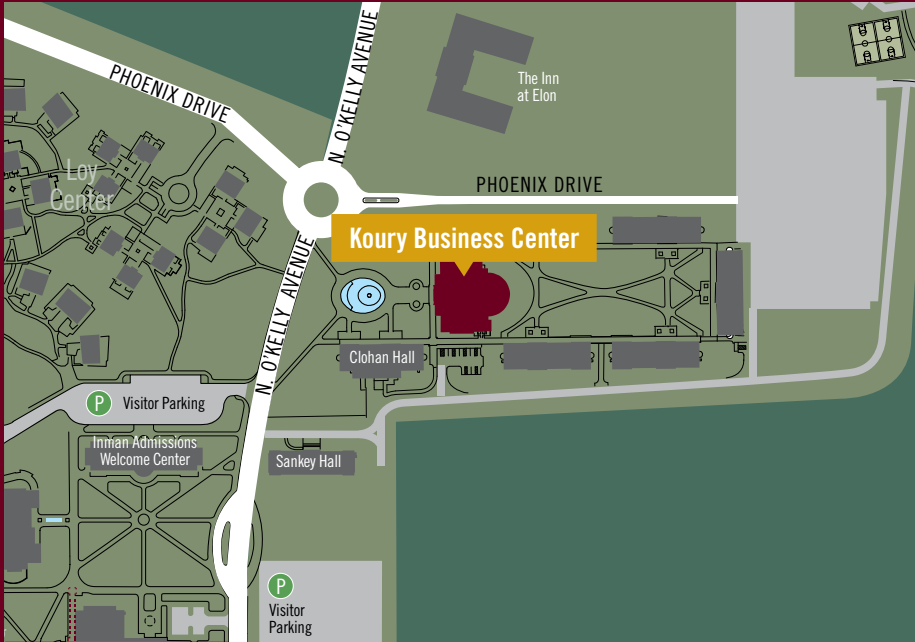 PHOENIX DRIVE
N. O'KELLY AVENUE
The Inn
at Elon
Loy
Center
PHOENIX DRIVE
Koury Business Center
N. O'KELLY AVENUE
Clohan Hall
P Visitor Parking
Inman Admissions
Welcome Center
Sankey Hall
P
Visitor
Parking